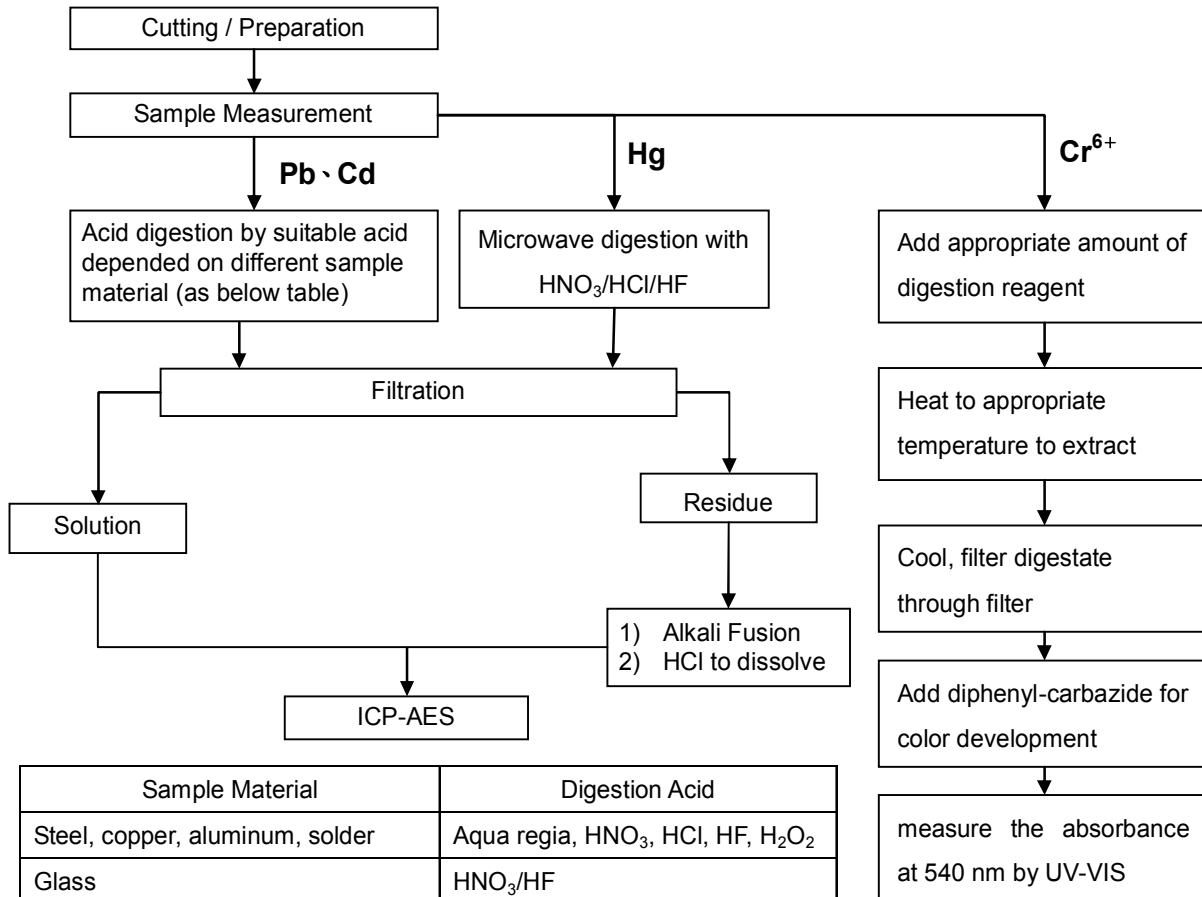 Cutting / Preparation
Sample Measurement
Pb、Cd
Hg
Cr⁶⁺
Acid digestion by suitable acid
depended on different sample
material (as below table)
Microwave digestion with
HNO₃/HCl/HF
Add appropriate amount of
digestion reagent
Filtration
Heat to appropriate
temperature to extract
Solution
Residue
Cool, filter digestate
through filter
1) Alkali Fusion
2) HCl to dissolve
ICP-AES
Add diphenyl-carbazide for
color development
measure the absorbance
at 540 nm by UV-VIS
Sample Material Digestion Acid
Steel, copper, aluminum, solder Aqua regia, HNO₃, HCl, HF, H₂O₂
Glass HNO₃/HF